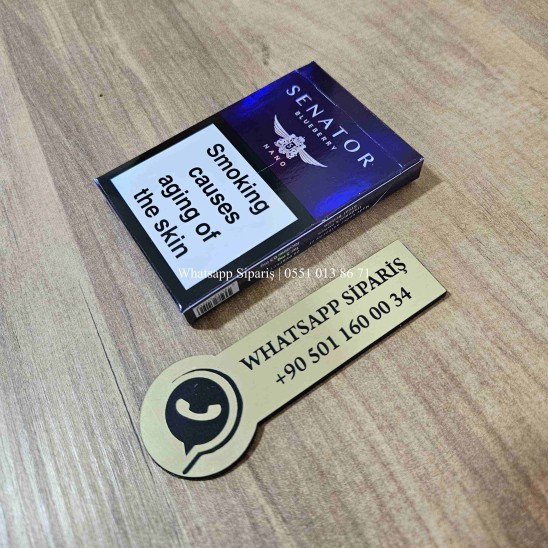 SENATOR
BLUEBERRY
NANO
Smoking
causes
aging of
the skin
Whatsapp Sipariş | 0551 013 86 71
WHATSAPP SİPARİŞ
+90 501 160 00 34